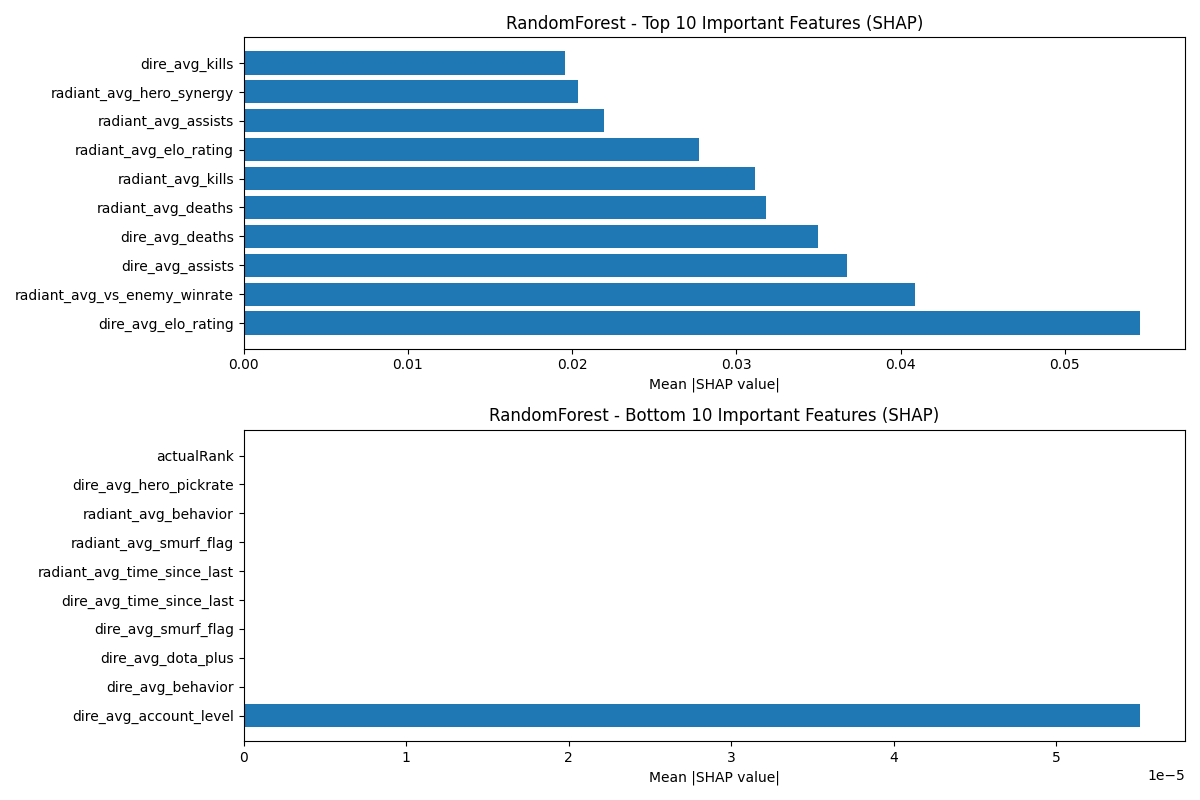 RandomForest - Top 10 Important Features (SHAP)
dire_avg_kills
radiant_avg_hero_synergy
radiant_avg_assists
radiant_avg_elo_rating
radiant_avg_kills
radiant_avg_deaths
dire_avg_deaths
dire_avg_assists
radiant_avg_vs_enemy_winrate
dire_avg_elo_rating
0.00 0.01 0.02 0.03 0.04 0.05
Mean |SHAP value|
RandomForest - Bottom 10 Important Features (SHAP)
actualRank
dire_avg_hero_pickrate
radiant_avg_behavior
radiant_avg_smurf_flag
radiant_avg_time_since_last
dire_avg_time_since_last
dire_avg_smurf_flag
dire_avg_dota_plus
dire_avg_behavior
dire_avg_account_level
0 1 2 3 4 5
1e−5
Mean |SHAP value|